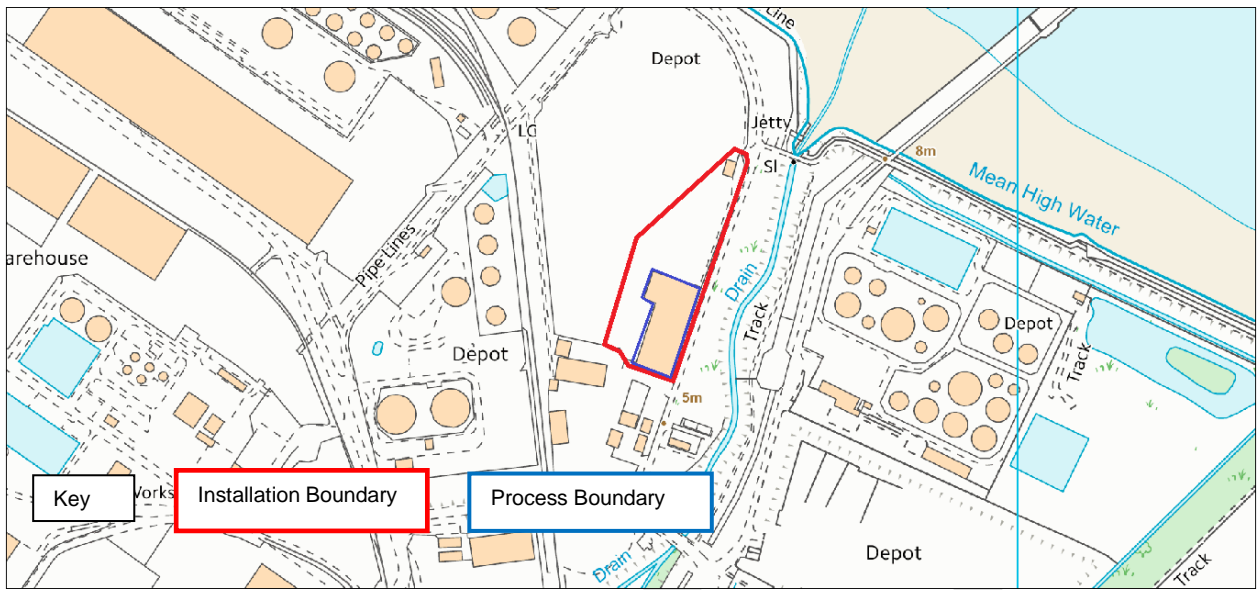 Line
Depot
LC
Jetty
SI
8m
Mean High Water
Pipe Lines
arehouse
Drain
Track
Depot
Depot
Track
5m
Key
Works
Installation Boundary
Process Boundary
Drain
Depot
Track